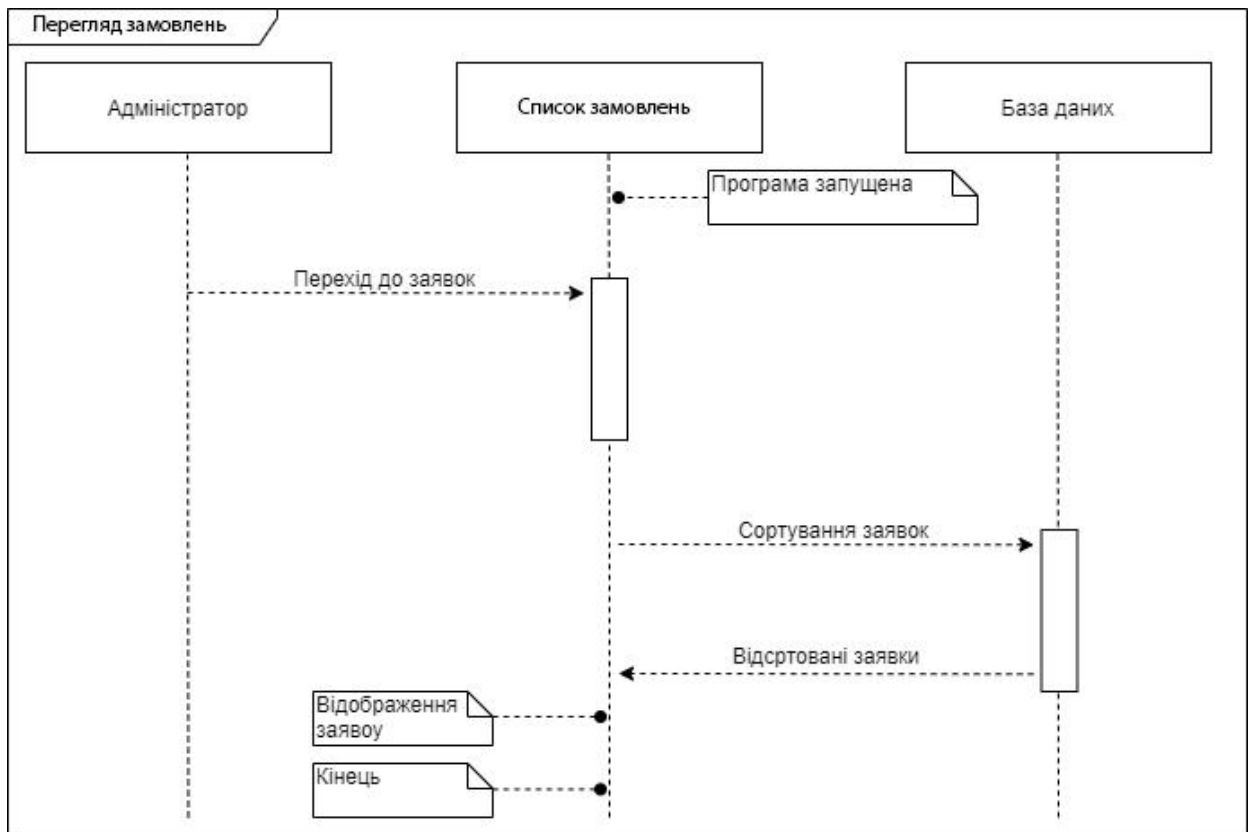 Перегляд замовлень
Адміністратор
Список замовлень
База даних
Програма запущена
Перехід до заявок
Сортування заявок
Відсртовані заявки
Відображення
заявоу
Кінець